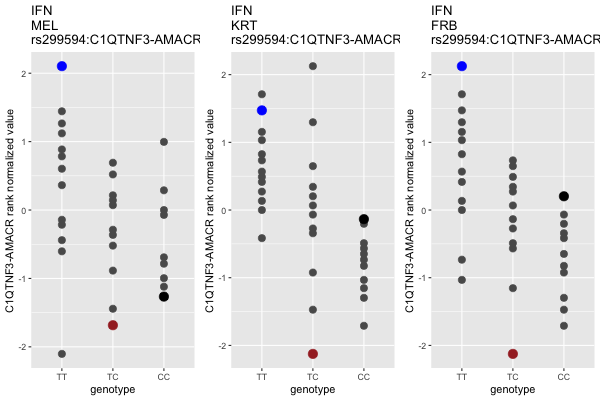 IFN
MEL
rs299594:C1QTNF3-AMACR
C1QTNF3-AMACR rank normalized value
2
1
0
-1
-2
TT TC CC
genotype
IFN
KRT
rs299594:C1QTNF3-AMACR
C1QTNF3-AMACR rank normalized value
2
1
0
-1
-2
TT TC CC
genotype
IFN
FRB
rs299594:C1QTNF3-AMACR
C1QTNF3-AMACR rank normalized value
2
1
0
-1
-2
TT TC CC
genotype